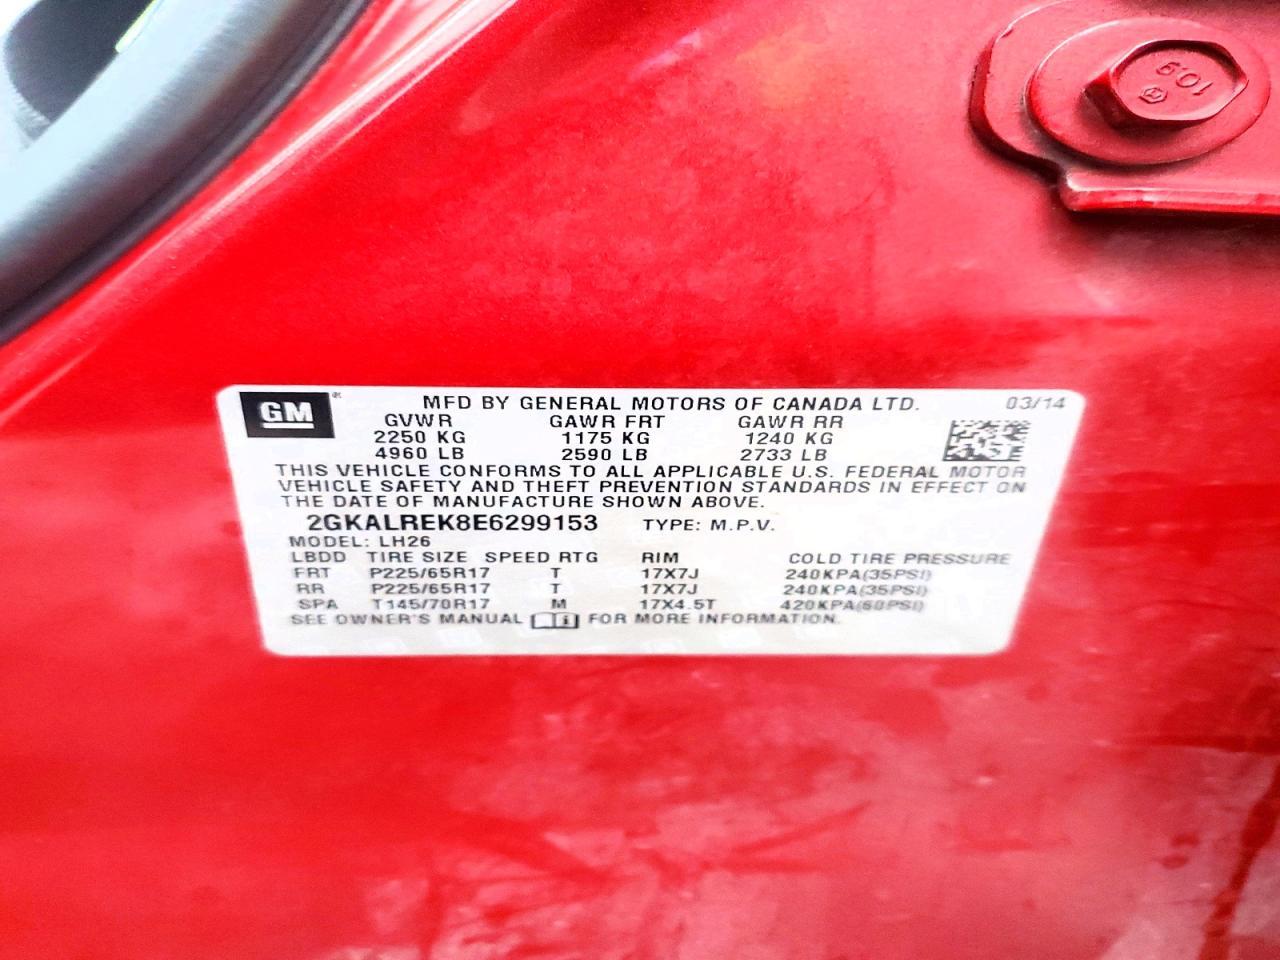 10.9
GM®
MFD BY GENERAL MOTORS OF CANADA LTD. 03/14
GVWR GAWR FRT GAWR RR
2250 KG 1175 KG 1240 KG
4960 LB 2590 LB 2733 LB
THIS VEHICLE CONFORMS TO ALL APPLICABLE U.S. FEDERAL MOTOR
VEHICLE SAFETY AND THEFT PREVENTION STANDARDS IN EFFECT ON
THE DATE OF MANUFACTURE SHOWN ABOVE.
2GKALREK8E6299153 TYPE: M.P.V.
MODEL: LH26
LBDD TIRE SIZE SPEED RTG RIM COLD TIRE PRESSURE
FRT P225/65R17 T 17X7J 240KPA(35PSI)
RR P225/65R17 T 17X7J 240KPA(35PSI)
SPA T145/70R17 M 17X4.5T 420KPA(60PSI)
SEE OWNER'S MANUAL FOR MORE INFORMATION.